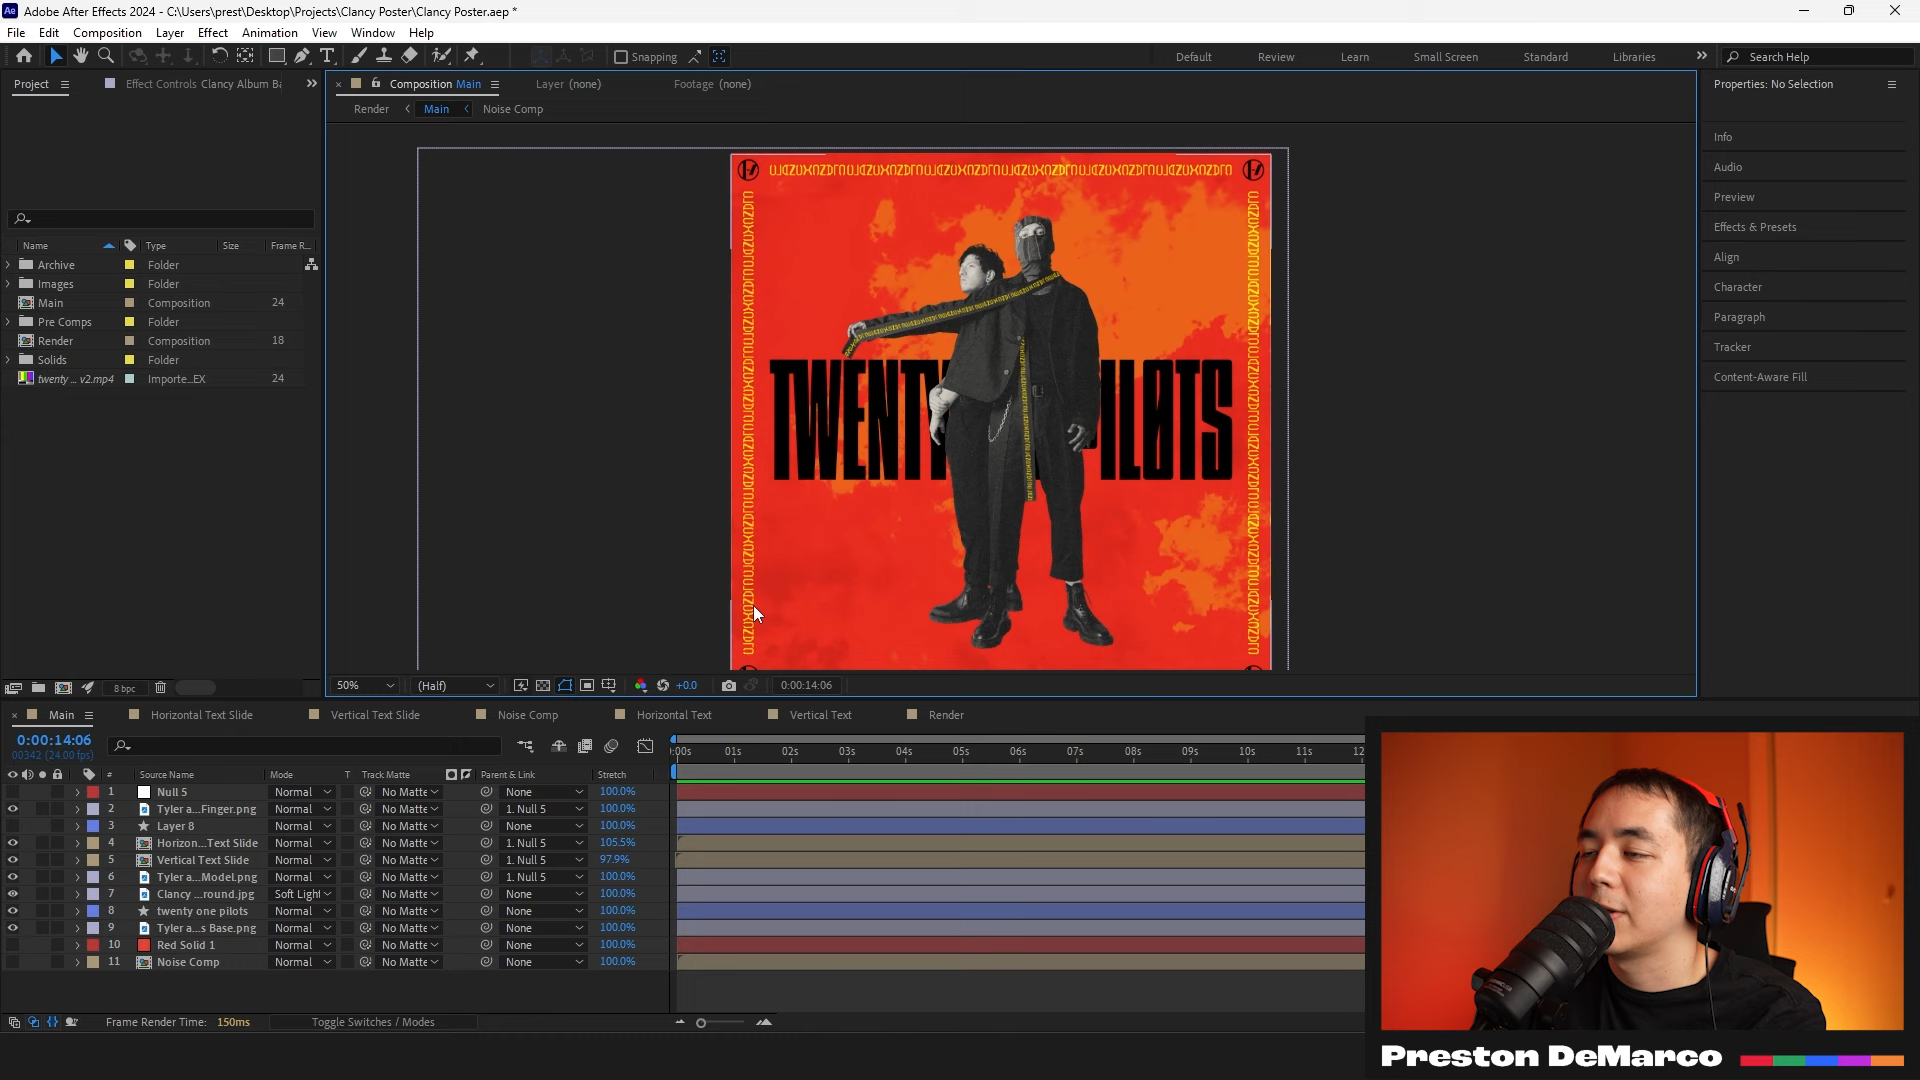 Ae Adobe After Effects 2024 - C:\Users\prest\Desktop\Projects\Clancy Poster\Clancy Poster.aep *
File Edit Composition Layer Effect Animation View Window Help
Snapping
Default Review Learn Small Screen Standard Libraries
Search Help
Project
Effect Controls Clancy Album Ba
Composition Main
Layer (none)
Footage (none)
Properties: No Selection
Render Main Noise Comp
Info
Audio
Preview
Effects & Presets
Align
Character
Paragraph
Tracker
Content-Aware Fill
Name Type Size Frame R...
Archive Folder
Images Folder
Main Composition 24
Pre Comps Folder
Render Composition 18
Solids Folder
twenty ... v2.mp4 Importe...EX 24
TWENTY PILØTS
8 bpc
50% (Half) +0.0 0:00:14:06
Main Horizontal Text Slide Vertical Text Slide Noise Comp Horizontal Text Vertical Text Render
0:00:14:06
00342 (24.00 fps)
:00s 01s 02s 03s 04s 05s 06s 07s 08s 09s 10s 11s 12
# Source Name Mode T Track Matte Parent & Link Stretch
1 Null 5 Normal No Matte None 100.0%
2 Tyler a...Finger.png Normal No Matte 1. Null 5 100.0%
3 Layer 8 Normal No Matte None 100.0%
4 Horizon...Text Slide Normal No Matte 1. Null 5 105.5%
5 Vertical Text Slide Normal No Matte 1. Null 5 97.9%
6 Tyler a...Model.png Normal No Matte 1. Null 5 100.0%
7 Clancy ...round.jpg Soft Light No Matte None 100.0%
8 twenty one pilots Normal No Matte None 100.0%
9 Tyler a...s Base.png Normal No Matte None 100.0%
10 Red Solid 1 Normal No Matte None 100.0%
11 Noise Comp Normal No Matte None 100.0%
Frame Render Time: 150ms
Toggle Switches / Modes
Preston DeMarco